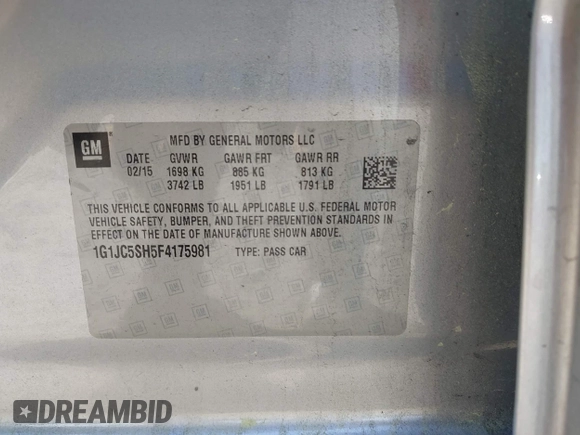 GM
MFD BY GENERAL MOTORS LLC
DATE GVWR GAWR FRT GAWR RR
02/15 1698 KG 885 KG 813 KG
3742 LB 1951 LB 1791 LB
THIS VEHICLE CONFORMS TO ALL APPLICABLE U.S. FEDERAL MOTOR
VEHICLE SAFETY, BUMPER, AND THEFT PREVENTION STANDARDS IN
EFFECT ON THE DATE OF MANUFACTURE SHOWN ABOVE.
1G1JC5SH5F4175981 TYPE: PASS CAR
DREAMBID